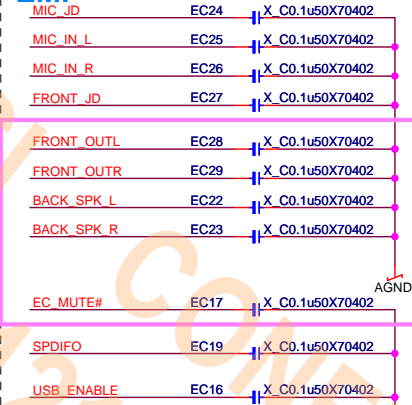 MIC_JD EC24 X_C0.1u50X70402
MIC_IN_L EC25 X_C0.1u50X70402
MIC_IN_R EC26 X_C0.1u50X70402
FRONT_JD EC27 X_C0.1u50X70402
FRONT_OUTL EC28 X_C0.1u50X70402
FRONT_OUTR EC29 X_C0.1u50X70402
BACK_SPK_L EC22 X_C0.1u50X70402
BACK_SPK_R EC23 X_C0.1u50X70402
AGND
EC_MUTE# EC17 X_C0.1u50X70402
SPDIFO EC19 X_C0.1u50X70402
USB_ENABLE EC16 X_C0.1u50X70402